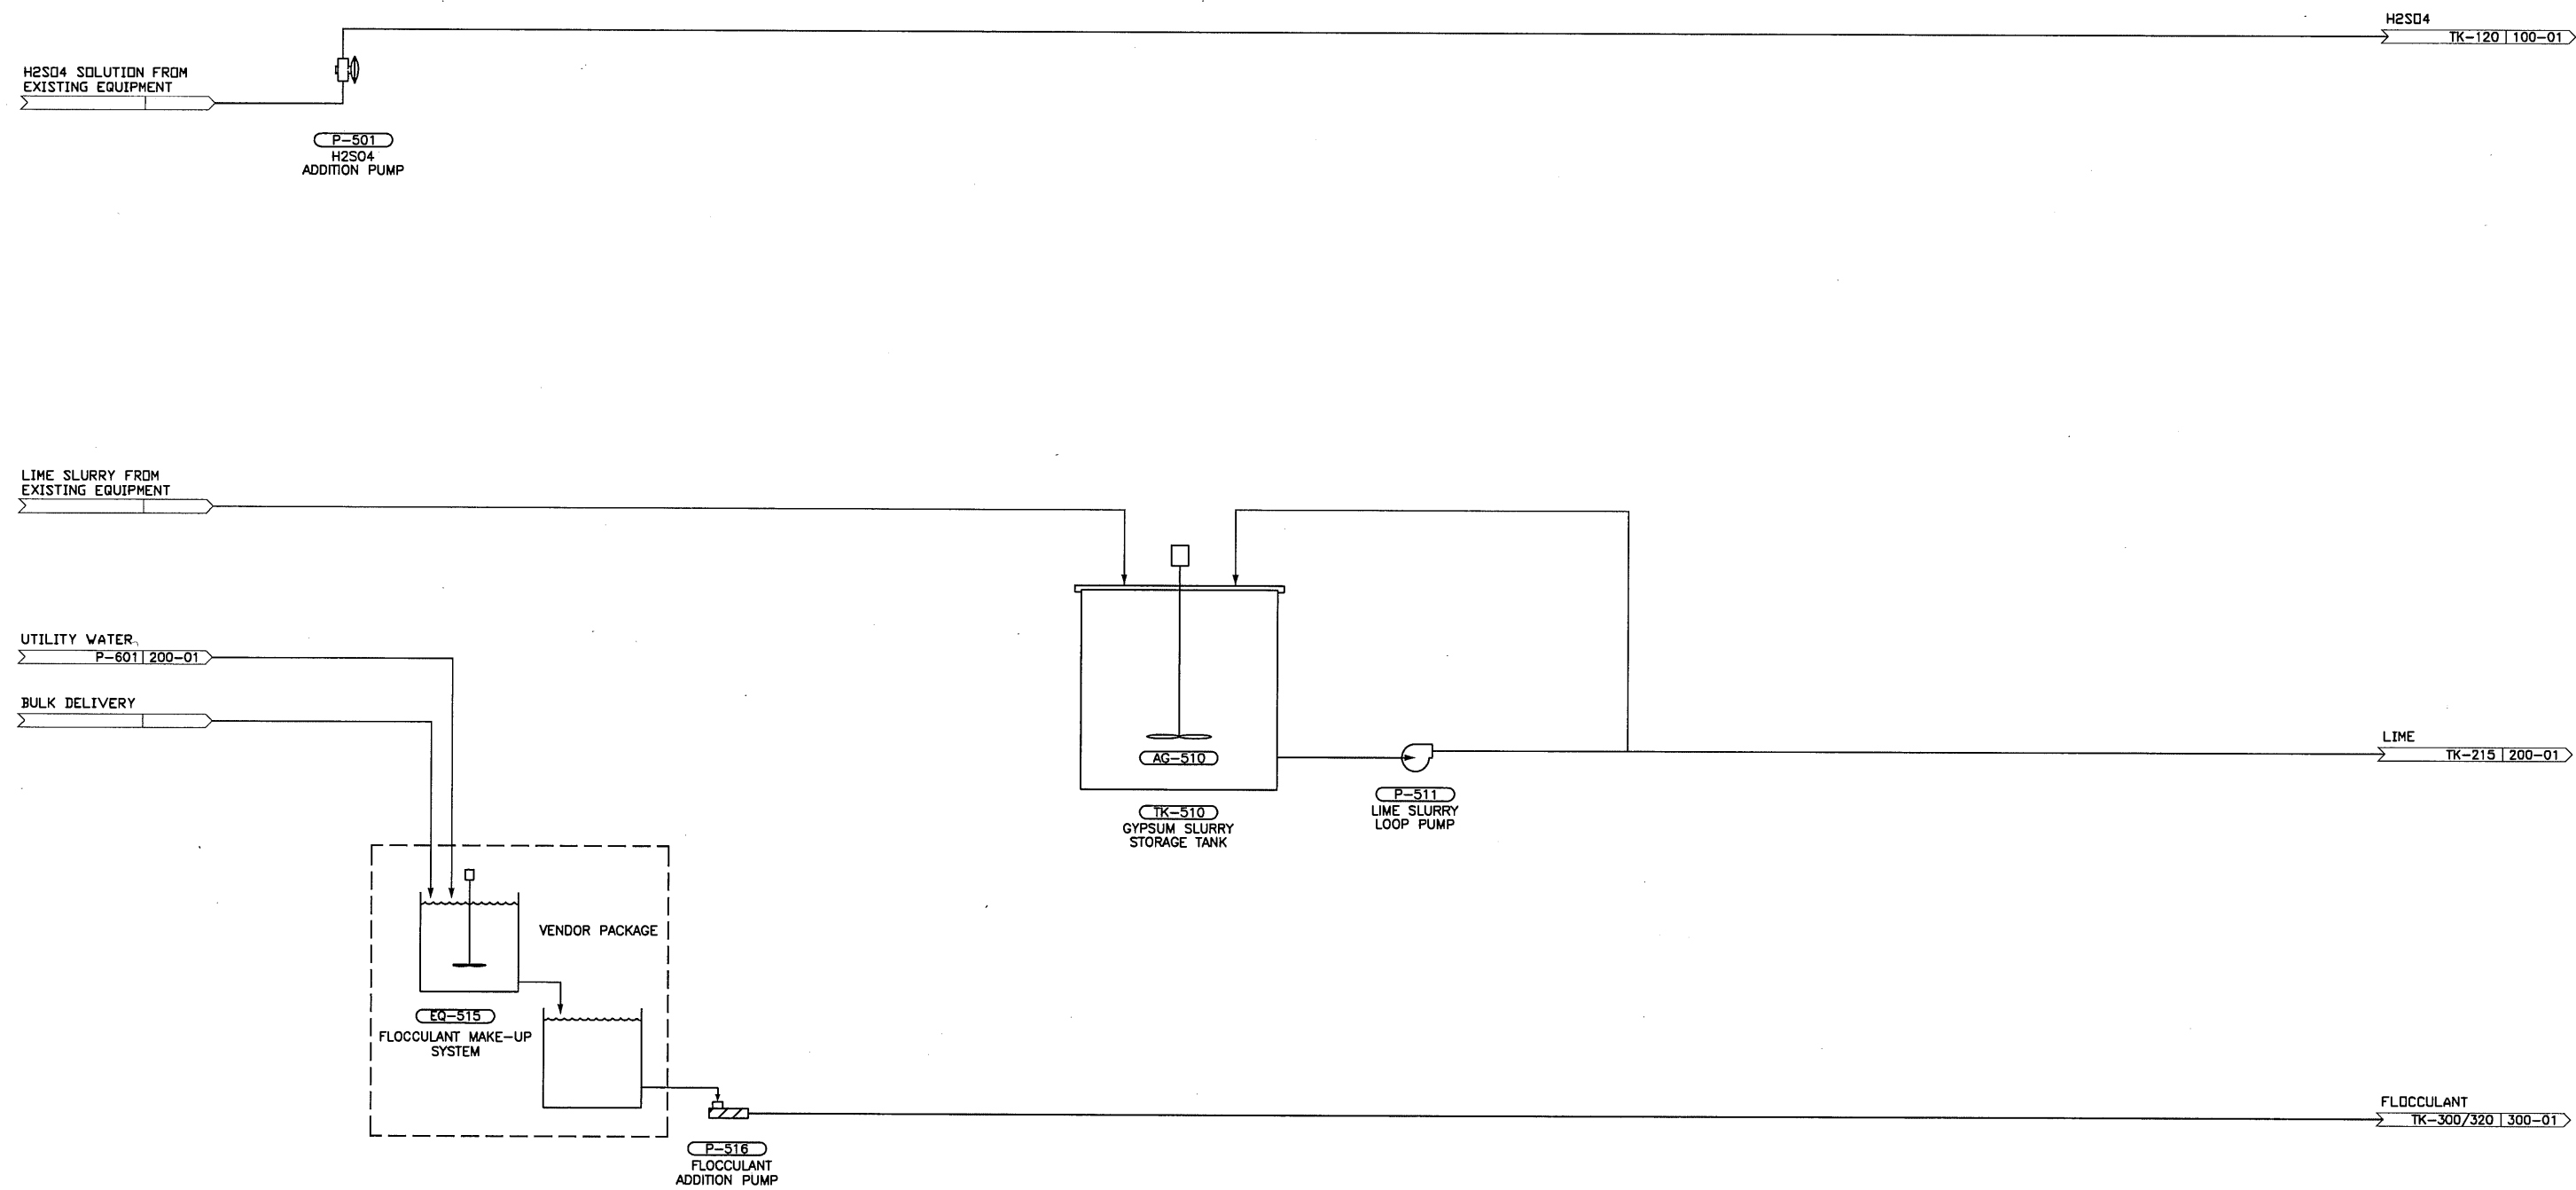 H2SO4
TK-120 100-01
H2SO4 SOLUTION FROM
EXISTING EQUIPMENT
P-501
H2SO4
ADDITION PUMP
LIME SLURRY FROM
EXISTING EQUIPMENT
UTILITY WATER
P-601 200-01
BULK DELIVERY
LIME
TK-215 200-01
AG-510
TK-510
GYPSUM SLURRY
STORAGE TANK
P-511
LIME SLURRY
LOOP PUMP
VENDOR PACKAGE
EQ-515
FLOCCULANT MAKE-UP
SYSTEM
FLOCCULANT
TK-300/320 300-01
P-516
FLOCCULANT
ADDITION PUMP